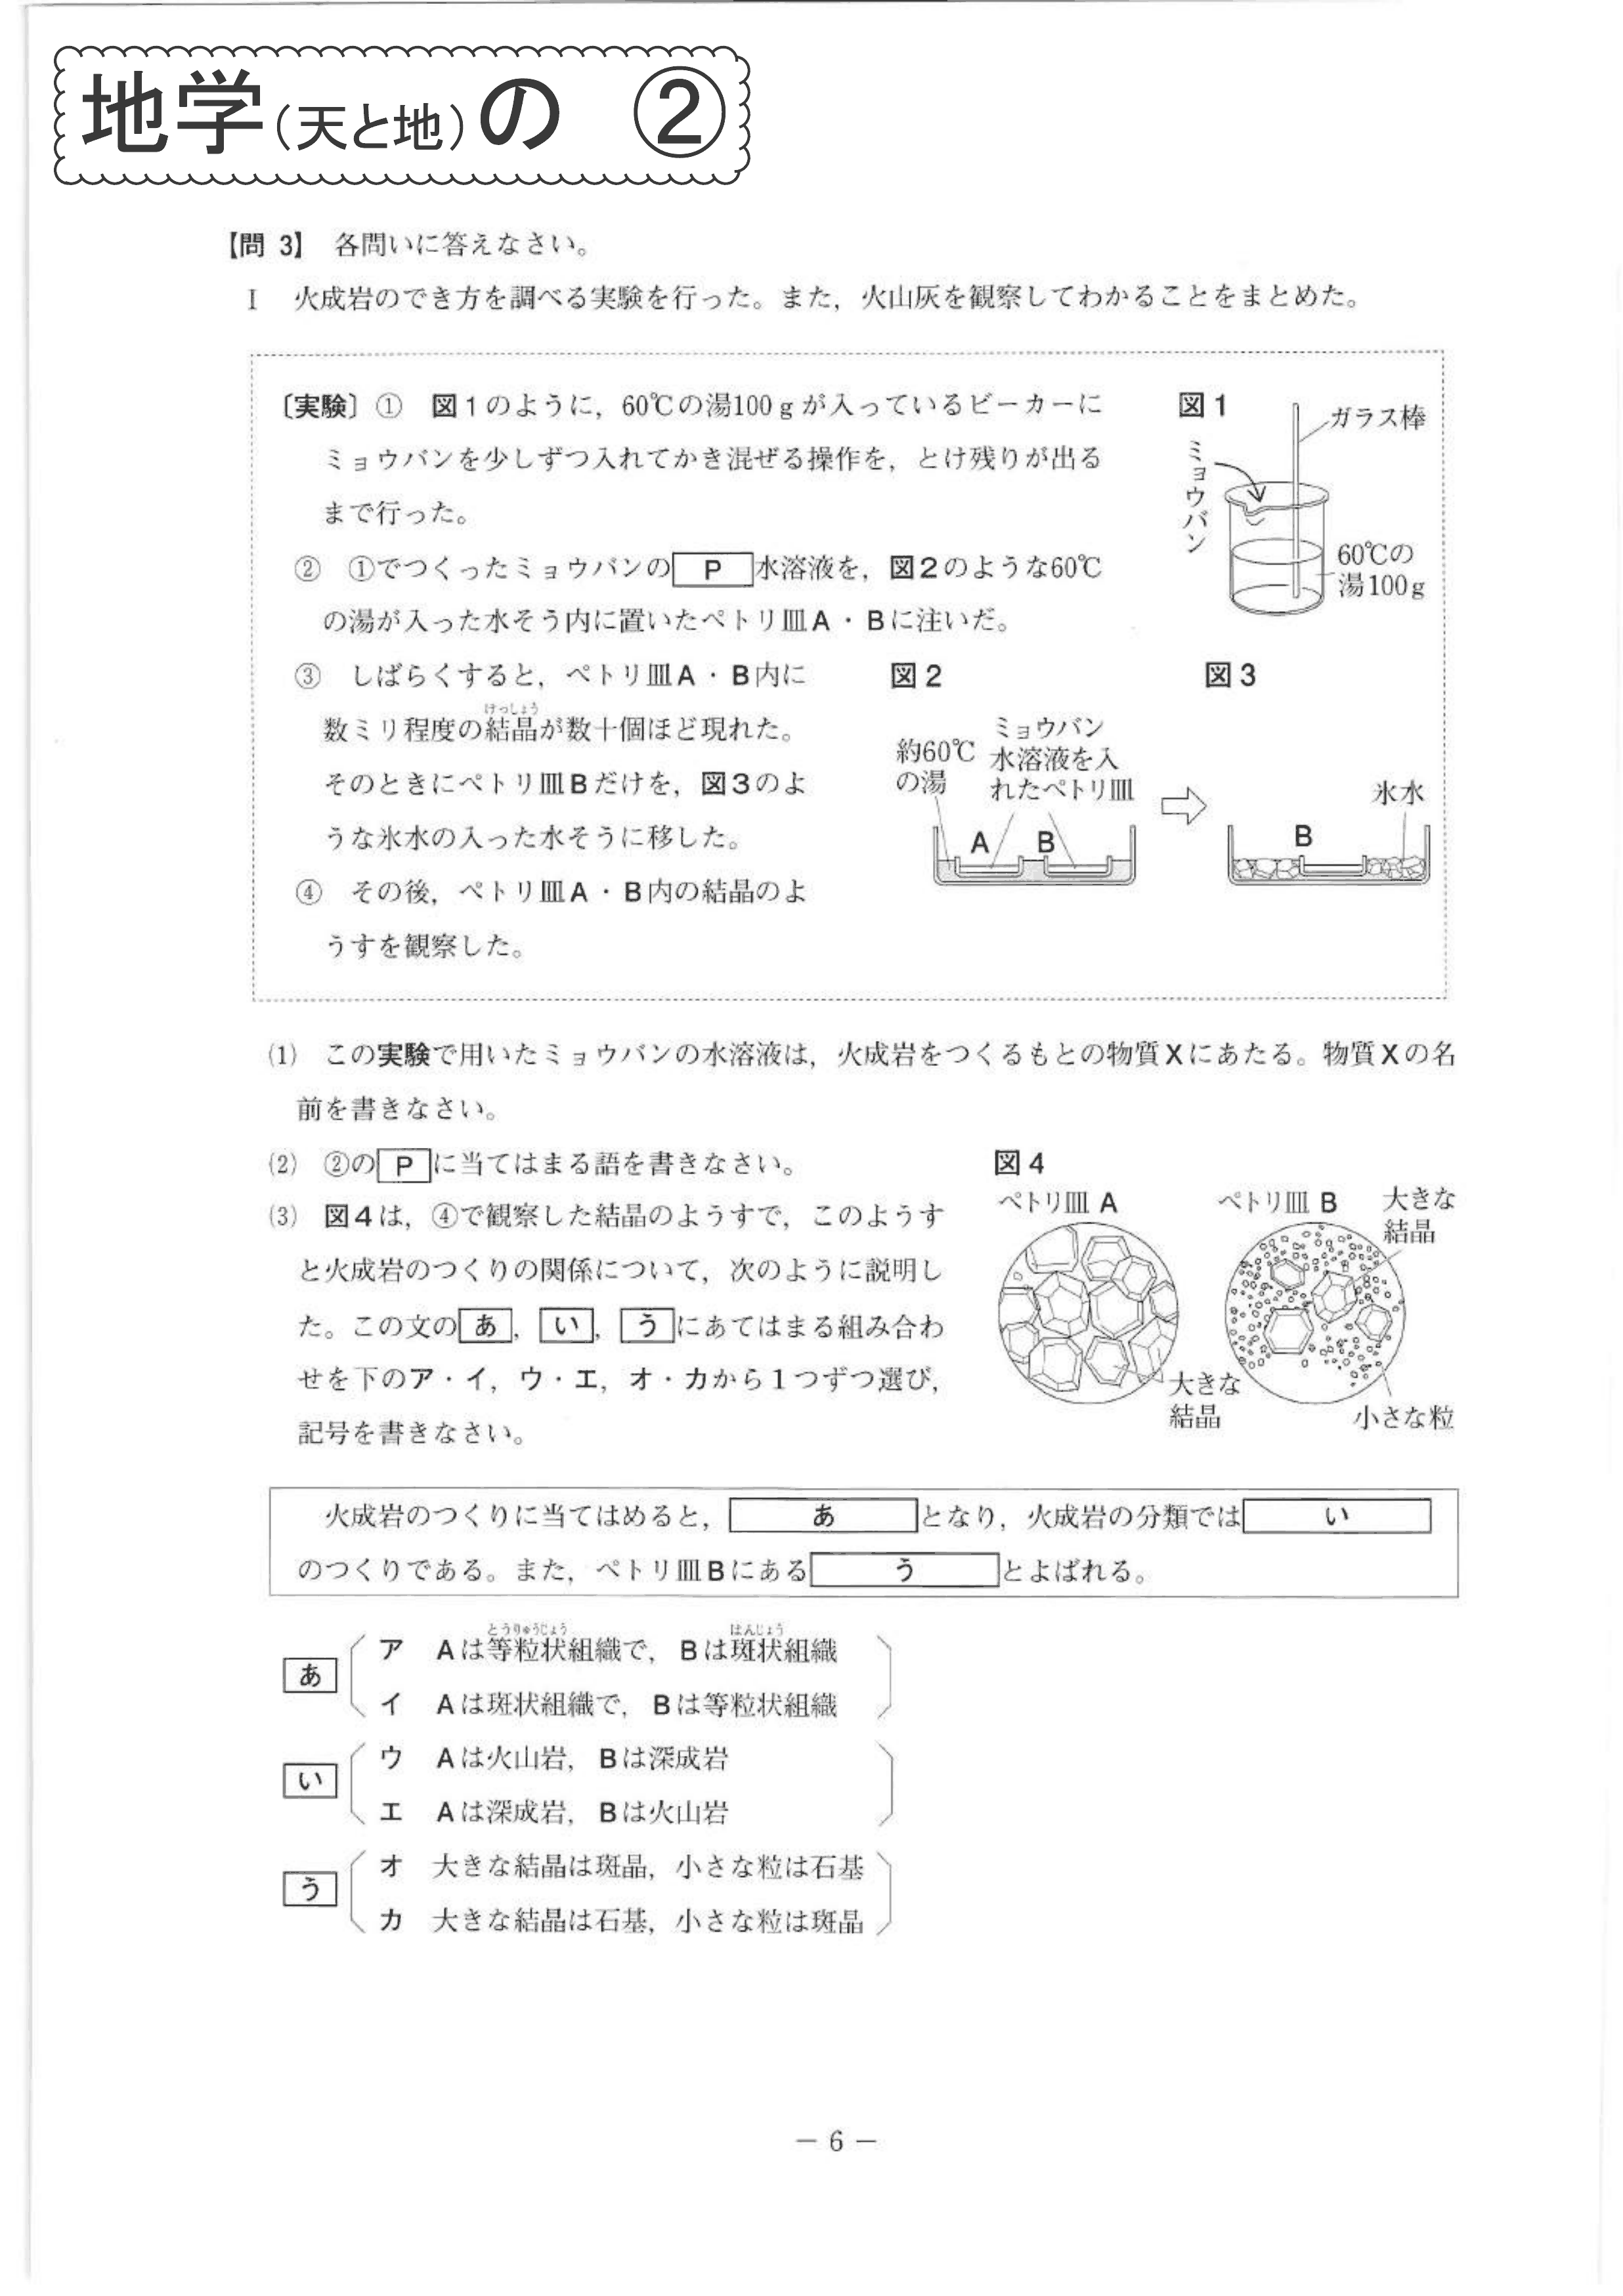 地学(天と地)の ②
【問 3】 各問いに答えなさい。
Ⅰ 火成岩のでき方を調べる実験を行った。また，火山灰を観察してわかることをまとめた。
〔実験〕① 図1のように，60℃の湯100gが入っているビーカーに
ミョウバンを少しずつ入れてかき混ぜる操作を，とけ残りが出る
まで行った。
② ①でつくったミョウバンの P 水溶液を，図2のような60℃
の湯が入った水そう内に置いたペトリ皿A・Bに注いだ。
③ しばらくすると，ペトリ皿A・B内に
数ミリ程度の結晶が数十個ほど現れた。
けっしょう
そのときにペトリ皿Bだけを，図3のよ
うな氷水の入った水そうに移した。
④ その後，ペトリ皿A・B内の結晶のよ
うすを観察した。
図1
ガラス棒
ミョウバン
60℃の
湯100g
図2
約60℃
の湯
ミョウバン
水溶液を入
れたペトリ皿
A B
図3
氷水
B
(1) この実験で用いたミョウバンの水溶液は，火成岩をつくるもとの物質Xにあたる。物質Xの名
前を書きなさい。
(2) ②の P に当てはまる語を書きなさい。
(3) 図4は，④で観察した結晶のようすで，このようす
と火成岩のつくりの関係について，次のように説明し
た。この文の あ ， い ， う にあてはまる組み合わ
せを下のア・イ，ウ・エ，オ・カから1つずつ選び，
記号を書きなさい。
図4
ペトリ皿 A
大きな
結晶
ペトリ皿 B
大きな
結晶
小さな粒
火成岩のつくりに当てはめると， あ となり，火成岩の分類では い
のつくりである。また，ペトリ皿Bにある う とよばれる。
あ
とうりゅうじょう はんじょう
ア Aは等粒状組織で，Bは斑状組織
イ Aは斑状組織で，Bは等粒状組織
い
ウ Aは火山岩，Bは深成岩
エ Aは深成岩，Bは火山岩
う
オ 大きな結晶は斑晶，小さな粒は石基
カ 大きな結晶は石基，小さな粒は斑晶
－ 6 －